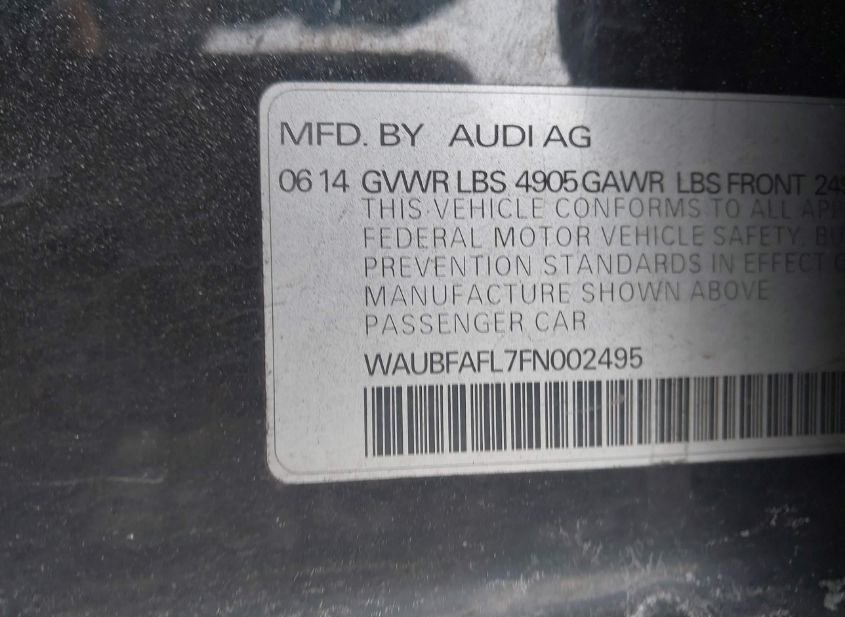 MFD. BY AUDI AG
06 14 GVWR LBS 4905 GAWR LBS FRONT
THIS VEHICLE CONFORMS TO ALL
FEDERAL MOTOR VEHICLE SAFETY,
PREVENTION STANDARDS IN EFFECT
MANUFACTURE SHOWN ABOVE
PASSENGER CAR
WAUBFAFL7FN002495